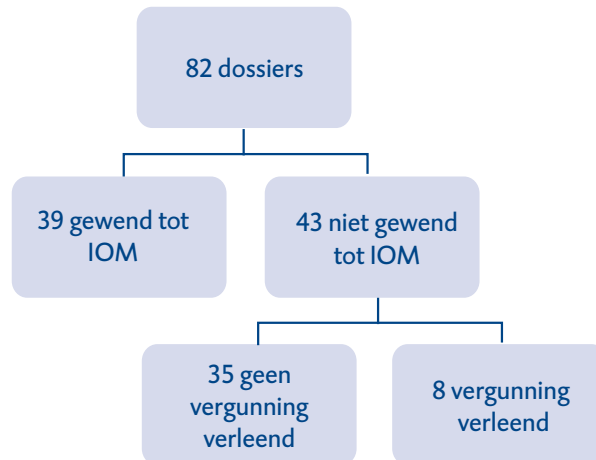 82 dossiers
39 gewend tot
IOM
43 niet gewend
tot IOM
35 geen
vergunning
verleend
8 vergunning
verleend